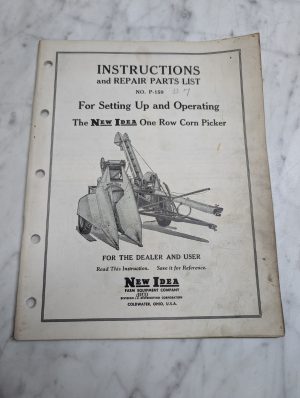 INSTRUCTIONS
and REPAIR PARTS LIST
NO. P-150
For Setting Up and Operating
The NEW IDEA One Row Corn Picker
FOR THE DEALER AND USER
Read This Instruction. Save it for Reference.
NEW IDEA
FARM EQUIPMENT COMPANY
COLDWATER, OHIO, U.S.A.